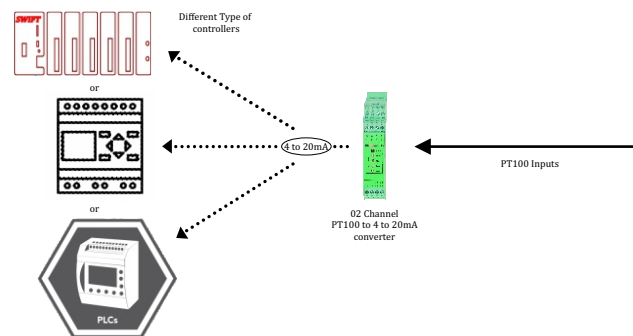 SWIFT
Different Type of
controllers
or
4 to 20mA
PT100 Inputs
or
02 Channel
PT100 to 4 to 20mA
converter
PLCs